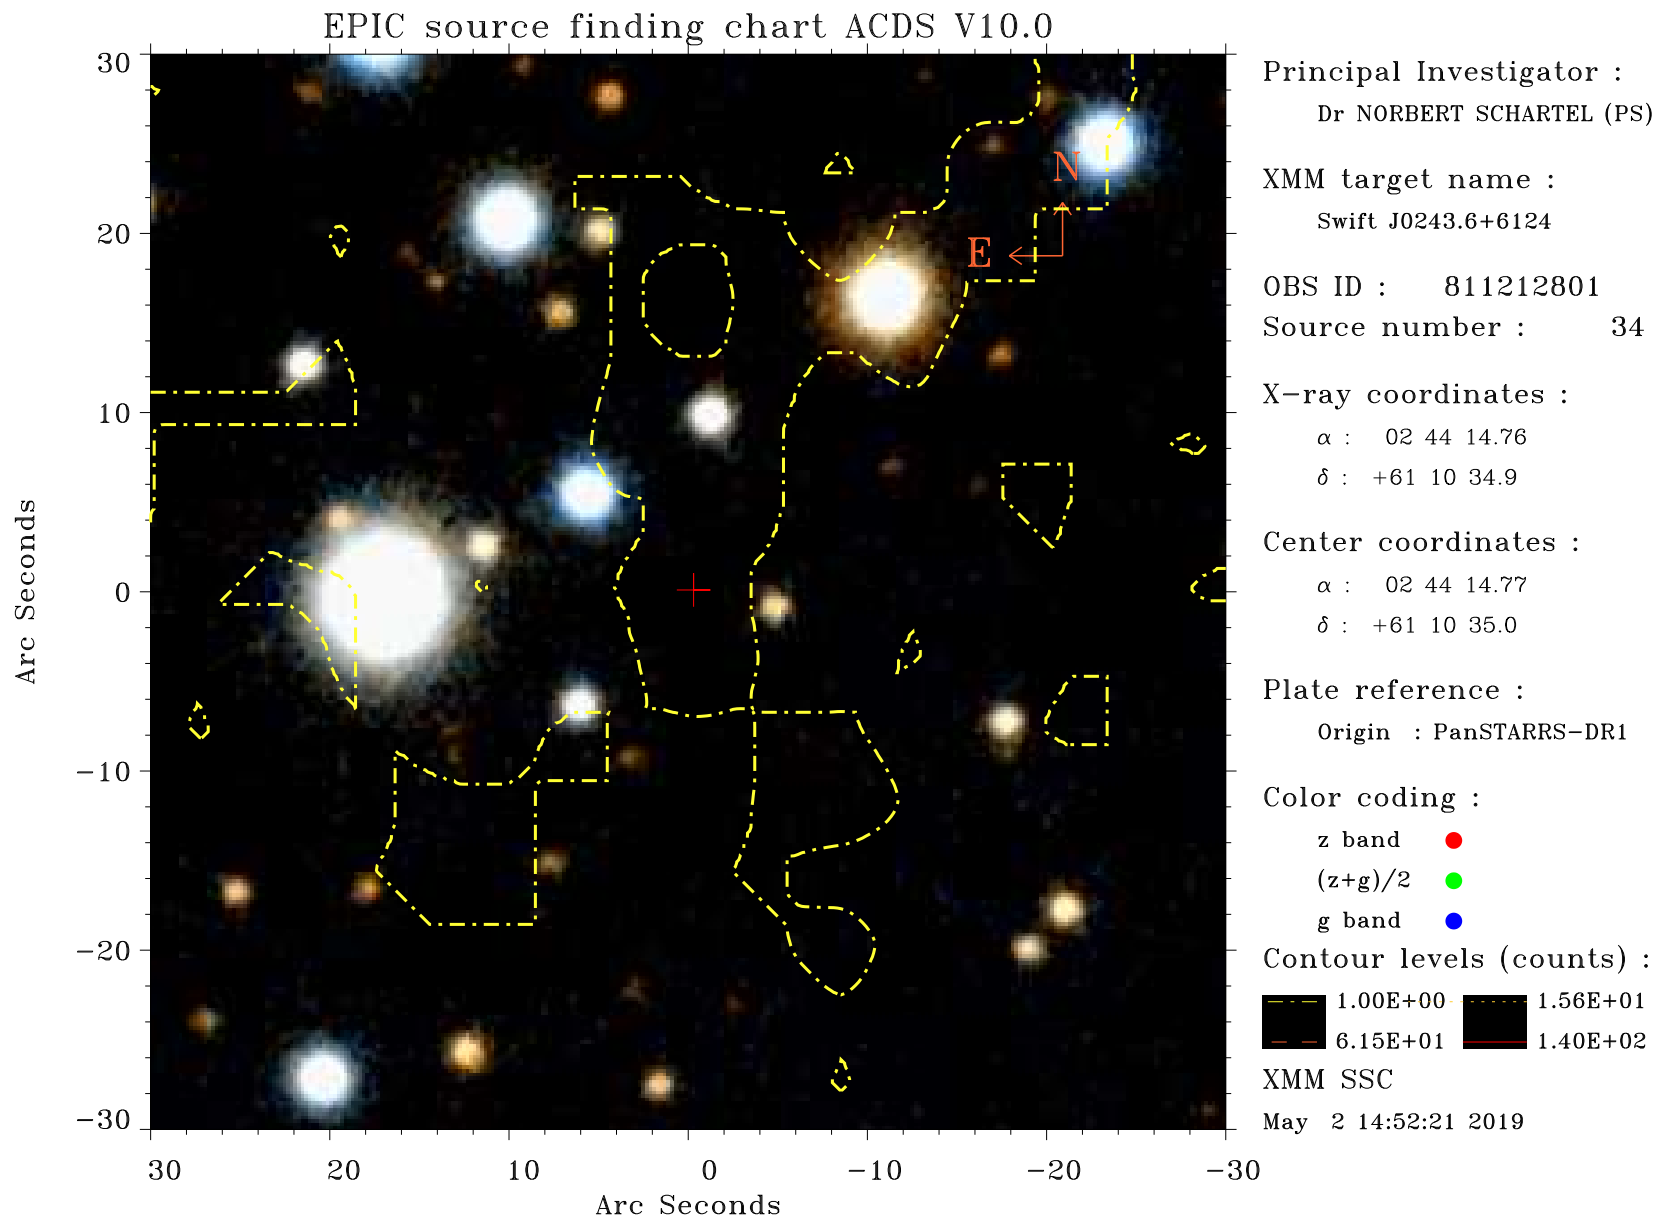 EPIC source finding chart ACDS V10.0
30
20
10
0
−10
−20
−30
Arc Seconds
30 20 10 0 −10 −20 −30
Arc Seconds
N
E
Principal Investigator :
Dr NORBERT SCHARTEL (PS)
XMM target name :
Swift J0243.6+6124
OBS ID : 811212801
Source number : 34
X−ray coordinates :
α : 02 44 14.76
δ : +61 10 34.9
Center coordinates :
α : 02 44 14.77
δ : +61 10 35.0
Plate reference :
Origin : PanSTARRS−DR1
Color coding :
z band
(z+g)/2
g band
Contour levels (counts) :
1.00E+00 1.56E+01
6.15E+01 1.40E+02
XMM SSC
May 2 14:52:21 2019